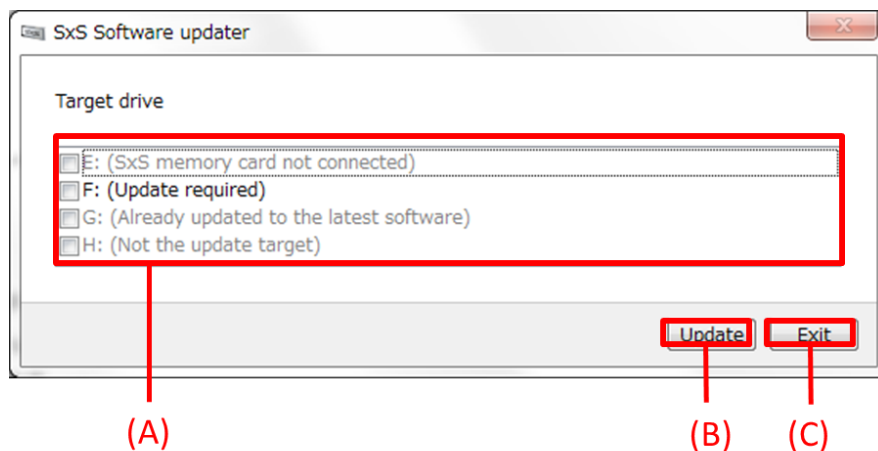 SxS Software updater
Target drive
E: (SxS memory card not connected)
F: (Update required)
G: (Already updated to the latest software)
H: (Not the update target)
Update Exit
(A)
(B) (C)